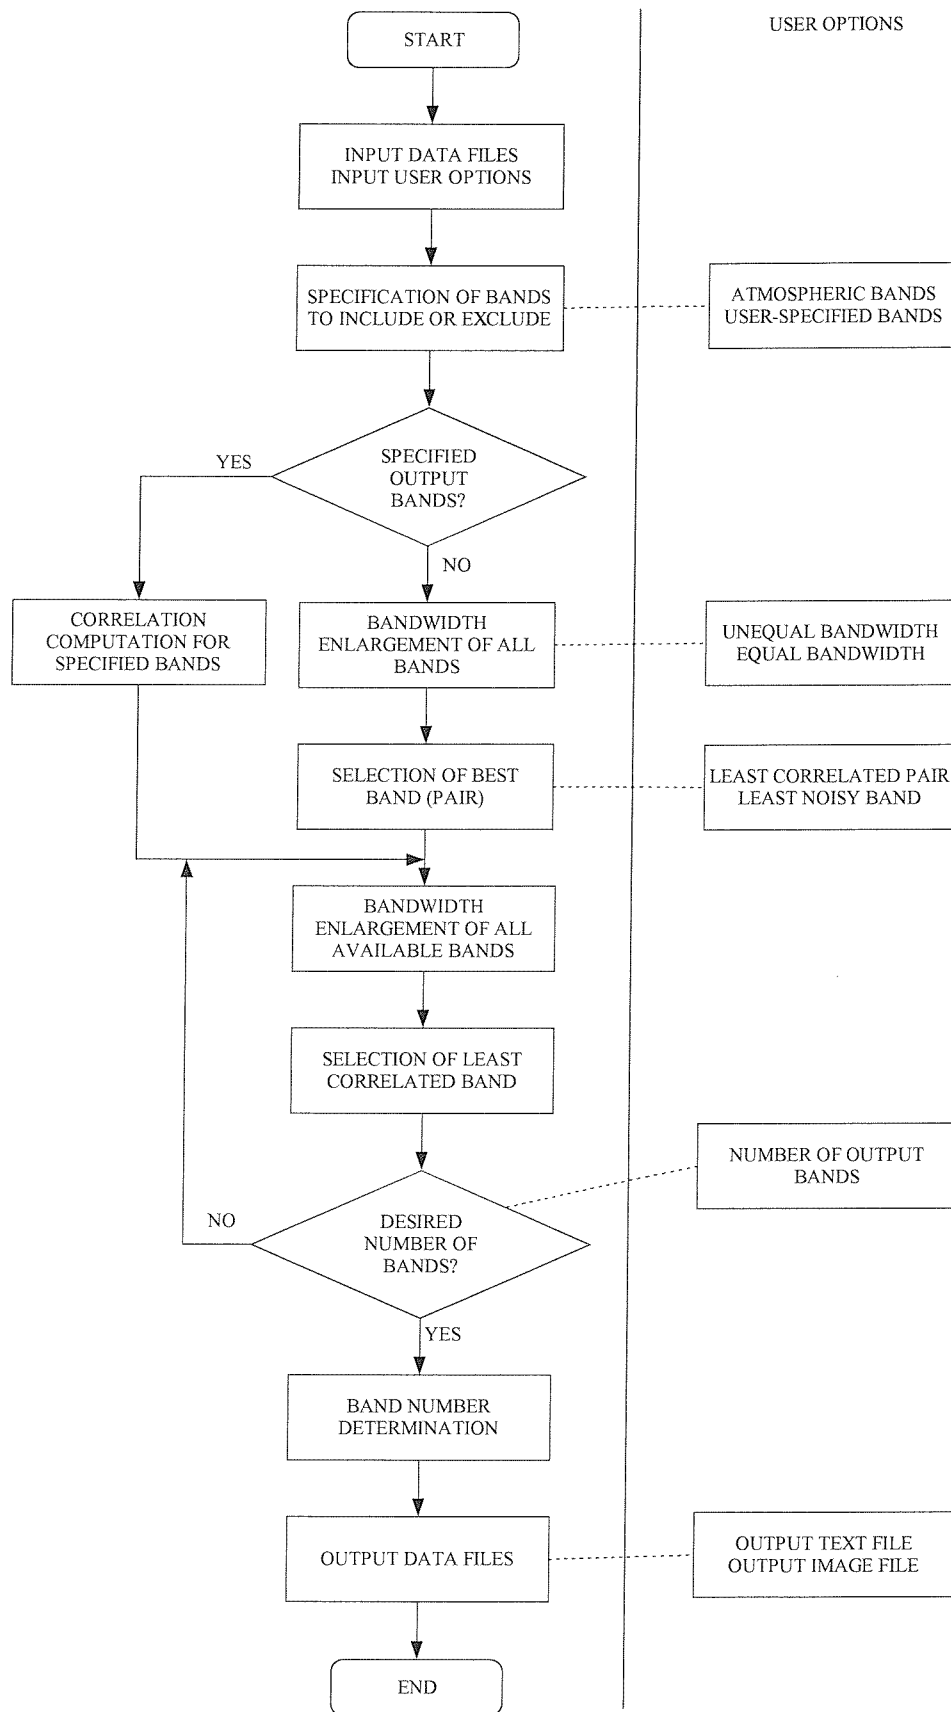 USER OPTIONS
START
INPUT DATA FILES
INPUT USER OPTIONS
SPECIFICATION OF BANDS
TO INCLUDE OR EXCLUDE
ATMOSPHERIC BANDS
USER-SPECIFIED BANDS
YES
SPECIFIED
OUTPUT
BANDS?
NO
CORRELATION
COMPUTATION FOR
SPECIFIED BANDS
BANDWIDTH
ENLARGEMENT OF ALL
BANDS
UNEQUAL BANDWIDTH
EQUAL BANDWIDTH
SELECTION OF BEST
BAND (PAIR)
LEAST CORRELATED PAIR
LEAST NOISY BAND
BANDWIDTH
ENLARGEMENT OF ALL
AVAILABLE BANDS
SELECTION OF LEAST
CORRELATED BAND
NUMBER OF OUTPUT
BANDS
NO
DESIRED
NUMBER OF
BANDS?
YES
BAND NUMBER
DETERMINATION
OUTPUT DATA FILES
OUTPUT TEXT FILE
OUTPUT IMAGE FILE
END